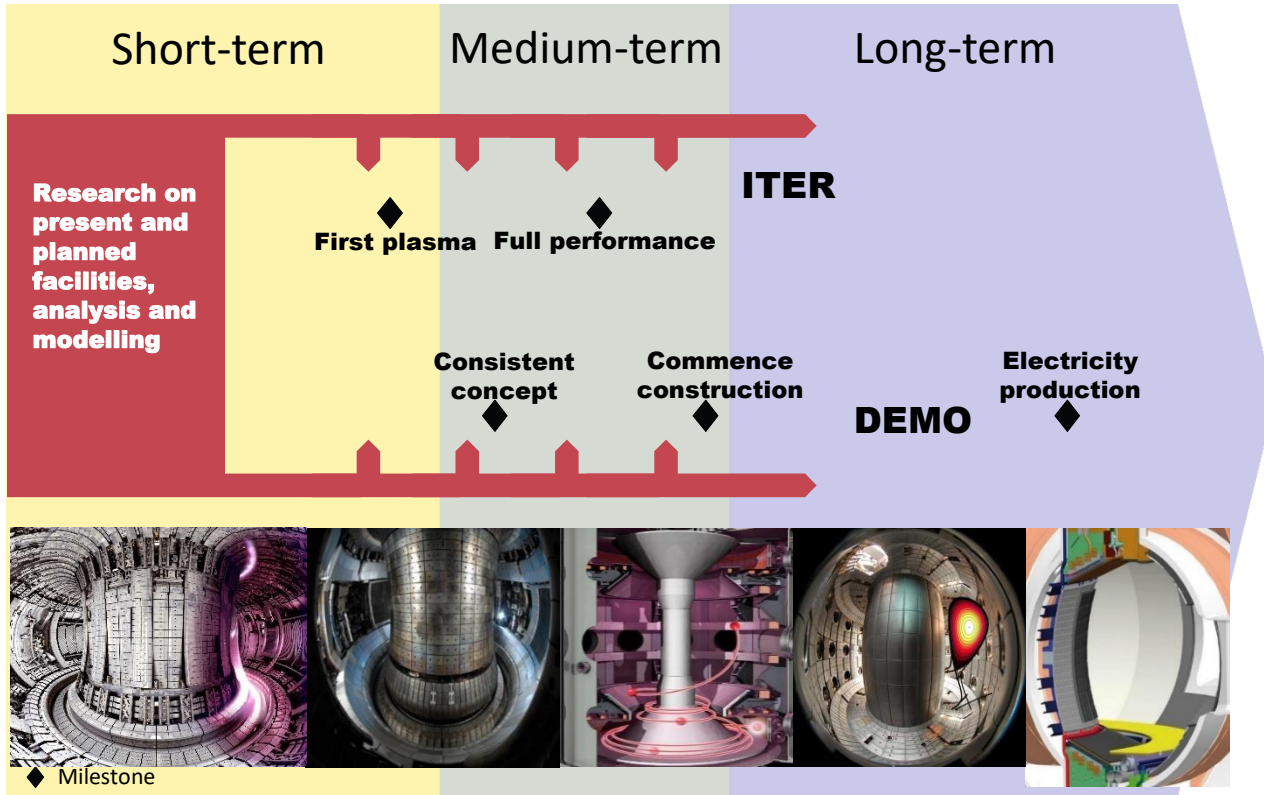 Short-term
Medium-term
Long-term
Research on
present and
planned
facilities,
analysis and
modelling
ITER
First plasma
Full performance
Consistent
concept
Commence
construction
Electricity
production
DEMO
Milestone